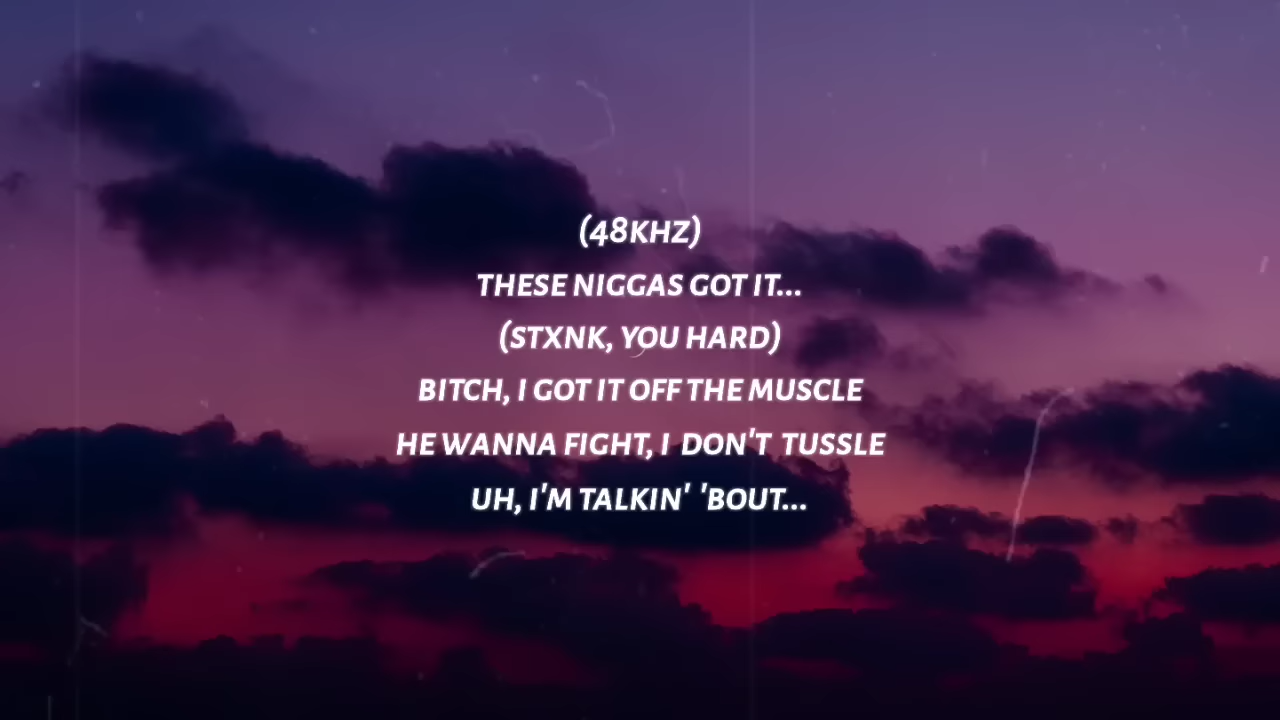 (48KHZ)
THESE NIGGAS GOT IT...
(STXNK, YOU HARD)
BITCH, I GOT IT OFF THE MUSCLE
HE WANNA FIGHT, I DON'T TUSSLE
UH, I'M TALKIN' 'BOUT...